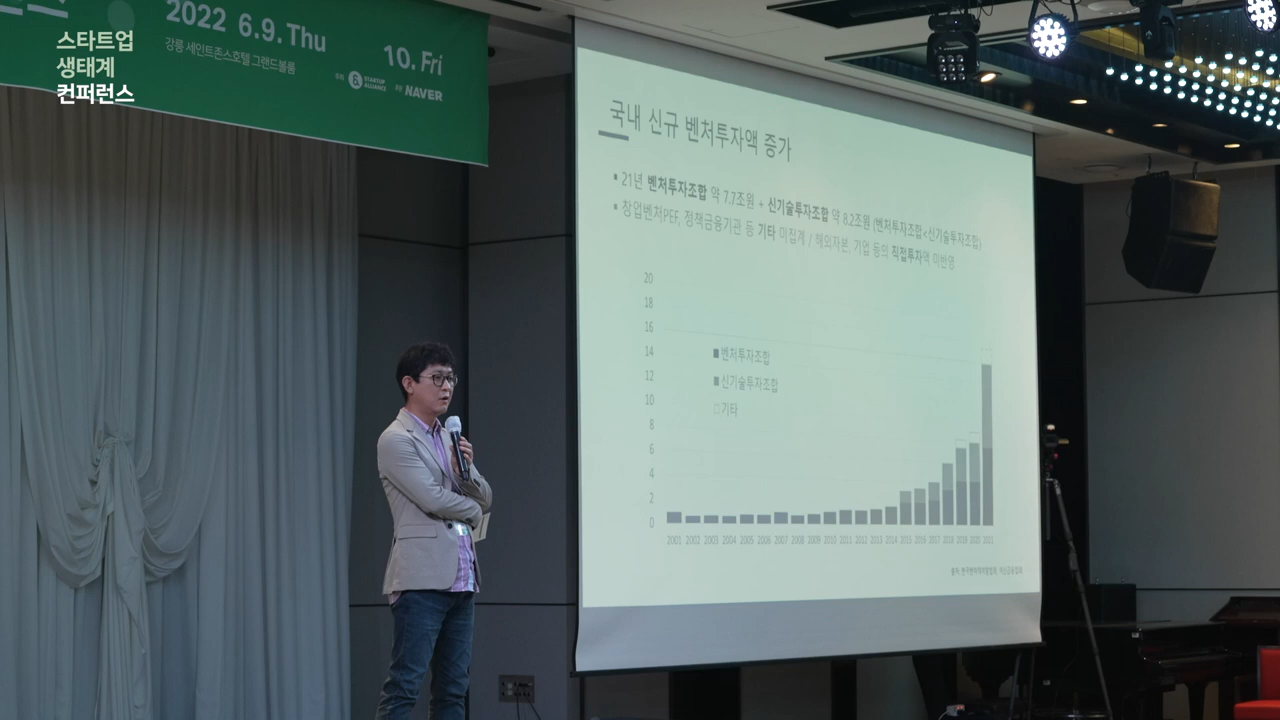 스타트업
생태계
컨퍼런스
2022 6.9. Thu
10. Fri
강릉 세인트존스호텔 그랜드볼룸
주최 STARTUP ALLIANCE 후원 NAVER
국내 신규 벤처투자액 증가
▪ 21년 벤처투자조합 약 7.7조원 + 신기술투자조합 약 8.2조원 (벤처투자조합<신기술투자조합)
▪ 창업벤처PEF, 정책금융기관 등 기타 미집계 / 해외자본, 기업 등의 직접투자액 미반영
20
18
16
14
12
10
8
6
4
2
0
벤처투자조합
신기술투자조합
기타
2001 2002 2003 2004 2005 2006 2007 2008 2009 2010 2011 2012 2013 2014 2015 2016 2017 2018 2019 2020 2021